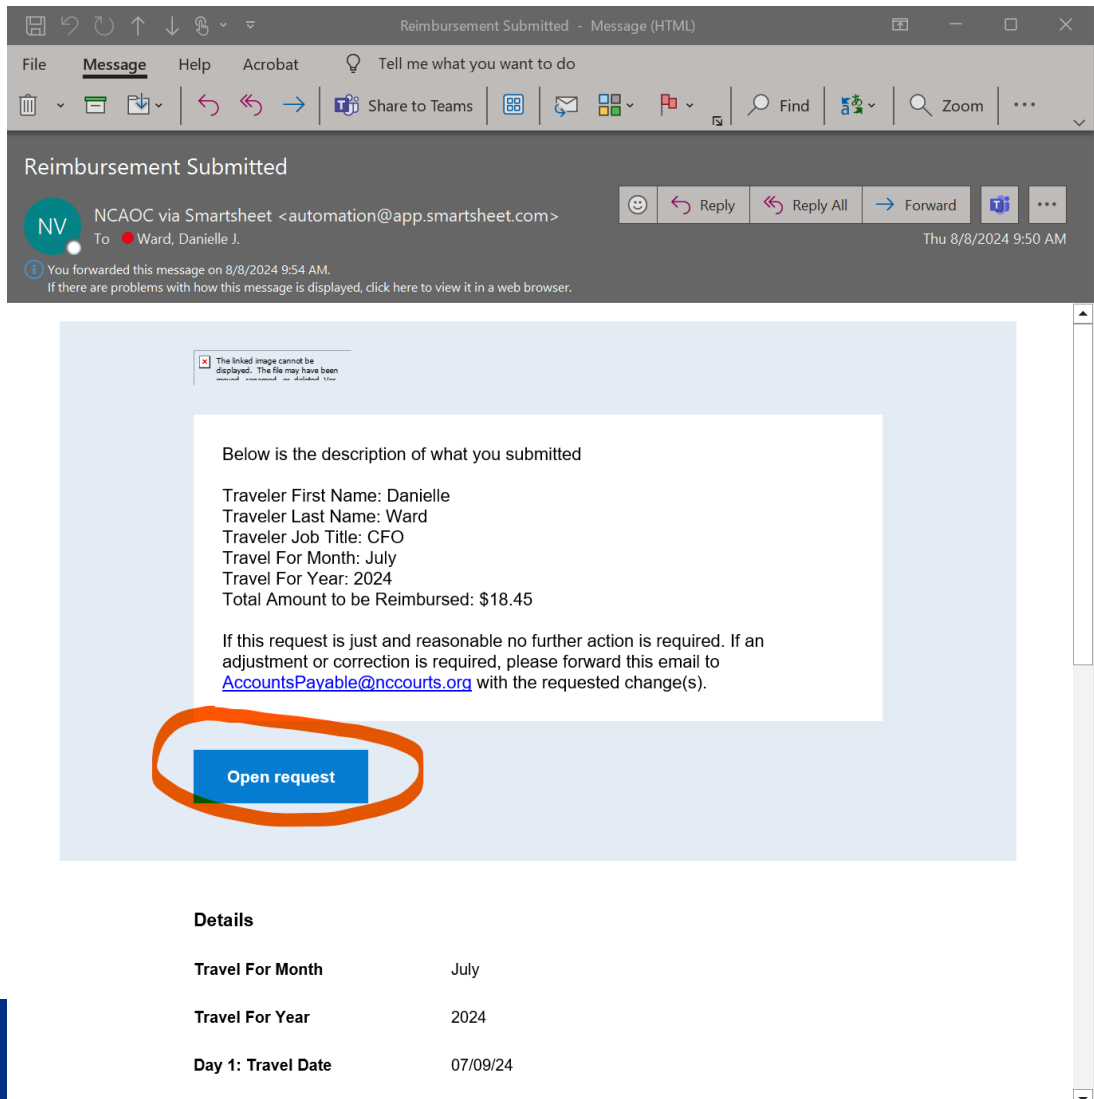 Reimbursement Submitted - Message (HTML)
File Message Help Acrobat Tell me what you want to do
Share to Teams Find Zoom
Reimbursement Submitted
NV
NCAOC via Smartsheet <automation@app.smartsheet.com>
Reply Reply All Forward
To Ward, Danielle J.
Thu 8/8/2024 9:50 AM
You forwarded this message on 8/8/2024 9:54 AM.
If there are problems with how this message is displayed, click here to view it in a web browser.
The linked image cannot be
displayed. The file may have been
moved, renamed, or deleted.
Below is the description of what you submitted
Traveler First Name: Danielle
Traveler Last Name: Ward
Traveler Job Title: CFO
Travel For Month: July
Travel For Year: 2024
Total Amount to be Reimbursed: $18.45
If this request is just and reasonable no further action is required. If an
adjustment or correction is required, please forward this email to
AccountsPayable@nccourts.org with the requested change(s).
Open request
Details
Travel For Month July
Travel For Year 2024
Day 1: Travel Date 07/09/24